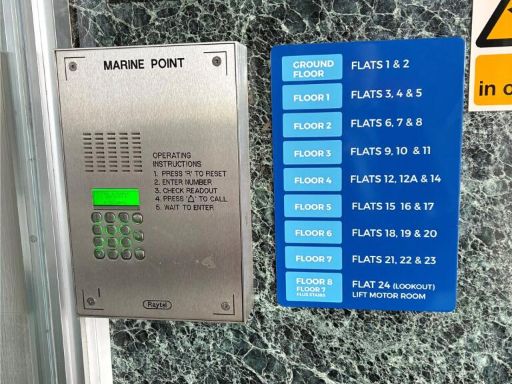 MARINE POINT
OPERATING
INSTRUCTIONS
1. PRESS 'R' TO RESET
2. ENTER NUMBER
3. CHECK READOUT
4. PRESS '△' TO CALL
5. WAIT TO ENTER
Raytel
GROUND
FLOOR
FLATS 1 & 2
FLOOR 1
FLATS 3, 4 & 5
FLOOR 2
FLATS 6, 7 & 8
FLOOR 3
FLATS 9, 10 & 11
FLOOR 4
FLATS 12, 12A & 14
FLOOR 5
FLATS 15 16 & 17
FLOOR 6
FLATS 18, 19 & 20
FLOOR 7
FLATS 21, 22 & 23
FLOOR 8
FLOOR 7
PLUS STAIRS
FLAT 24 (LOOKOUT)
LIFT MOTOR ROOM
in